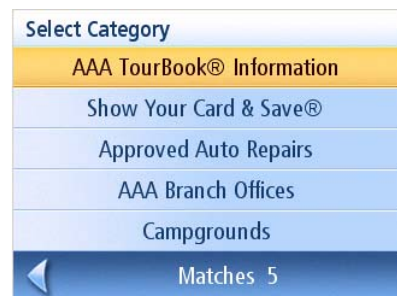 Select Category
AAA TourBook® Information
Show Your Card & Save®
Approved Auto Repairs
AAA Branch Offices
Campgrounds
Matches 5